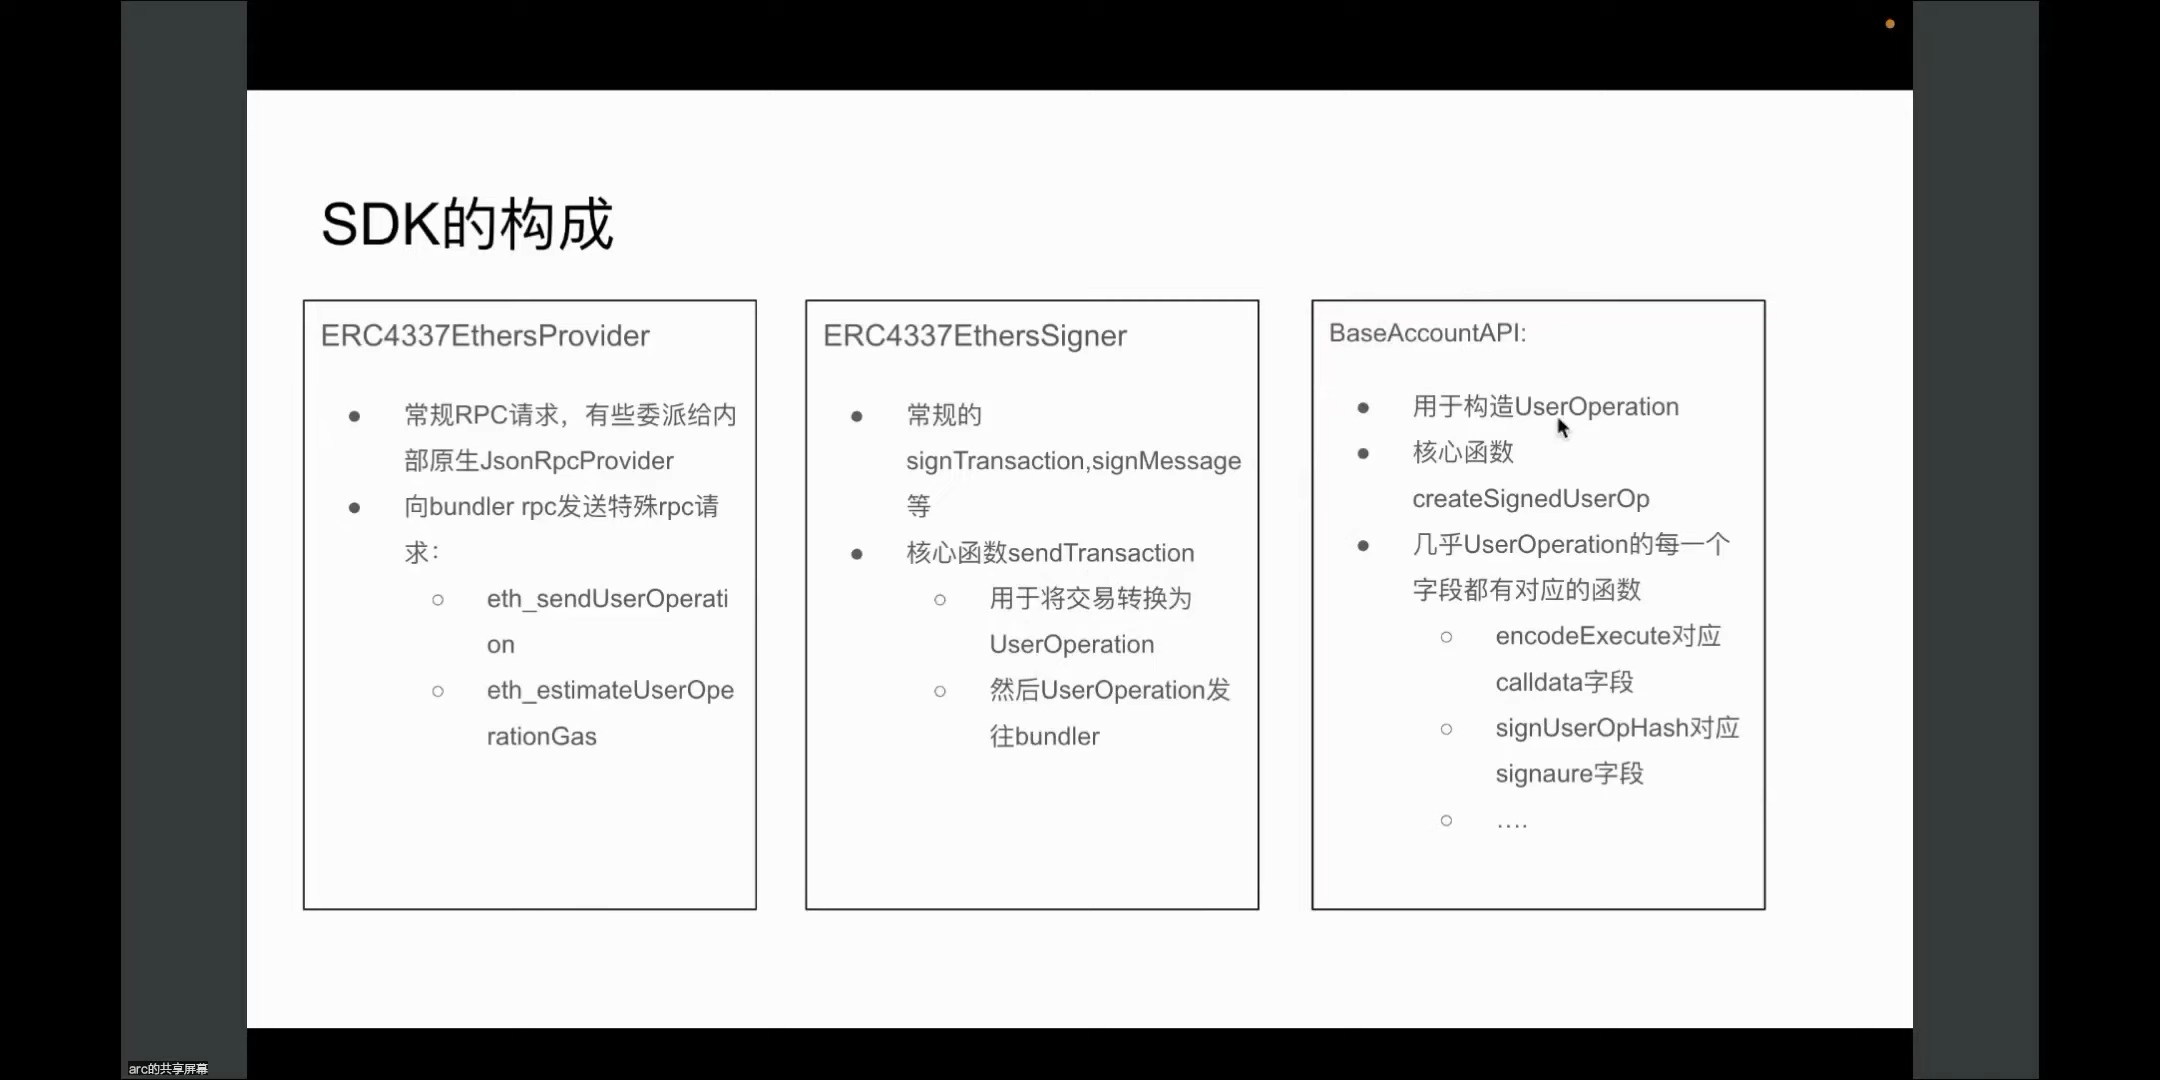 SDK的构成
ERC4337EthersProvider
常规RPC请求，有些委派给内
部原生JsonRpcProvider
向bundler rpc发送特殊rpc请
求：
eth_sendUserOperati
on
eth_estimateUserOpe
rationGas
ERC4337EthersSigner
常规的
signTransaction,signMessage
等
核心函数sendTransaction
用于将交易转换为
UserOperation
然后UserOperation发
往bundler
BaseAccountAPI:
用于构造UserOperation
核心函数
createSignedUserOp
几乎UserOperation的每一个
字段都有对应的函数
encodeExecute对应
calldata字段
signUserOpHash对应
signaure字段
....
arc的共享屏幕